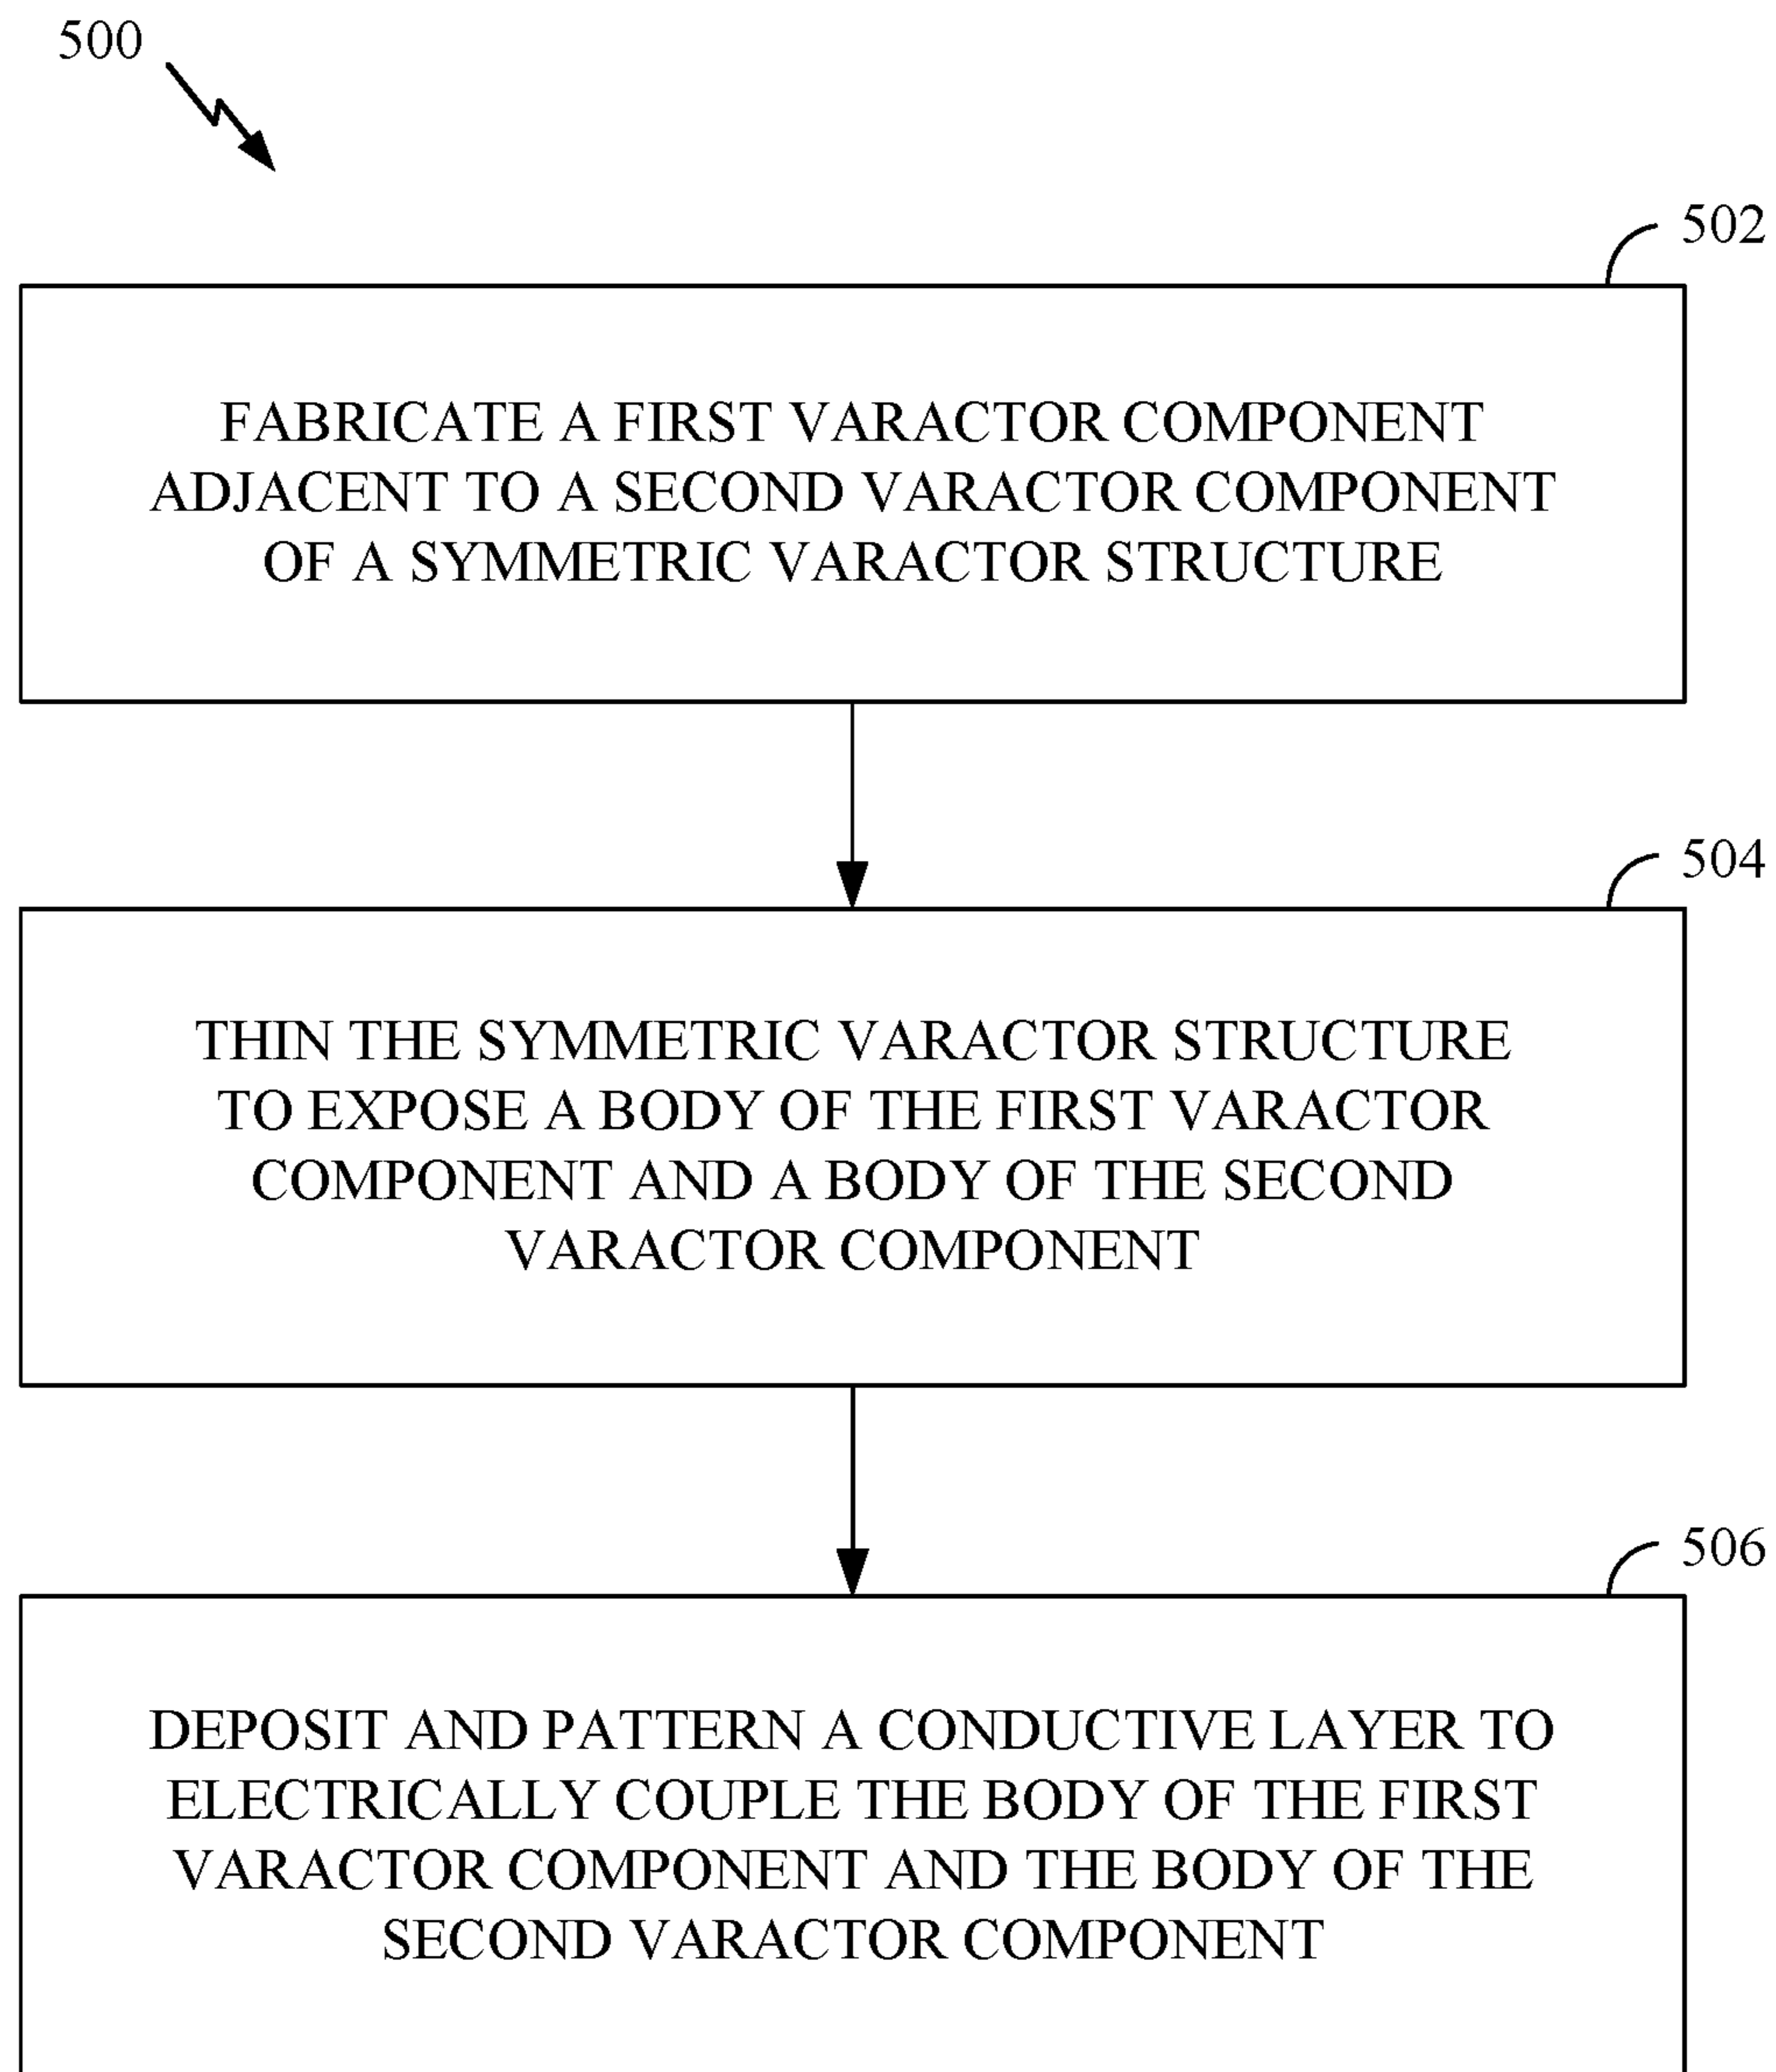 500
502
FABRICATE A FIRST VARACTOR COMPONENT
ADJACENT TO A SECOND VARACTOR COMPONENT
OF A SYMMETRIC VARACTOR STRUCTURE
504
THIN THE SYMMETRIC VARACTOR STRUCTURE
TO EXPOSE A BODY OF THE FIRST VARACTOR
COMPONENT AND A BODY OF THE SECOND
VARACTOR COMPONENT
506
DEPOSIT AND PATTERN A CONDUCTIVE LAYER TO
ELECTRICALLY COUPLE THE BODY OF THE FIRST
VARACTOR COMPONENT AND THE BODY OF THE
SECOND VARACTOR COMPONENT